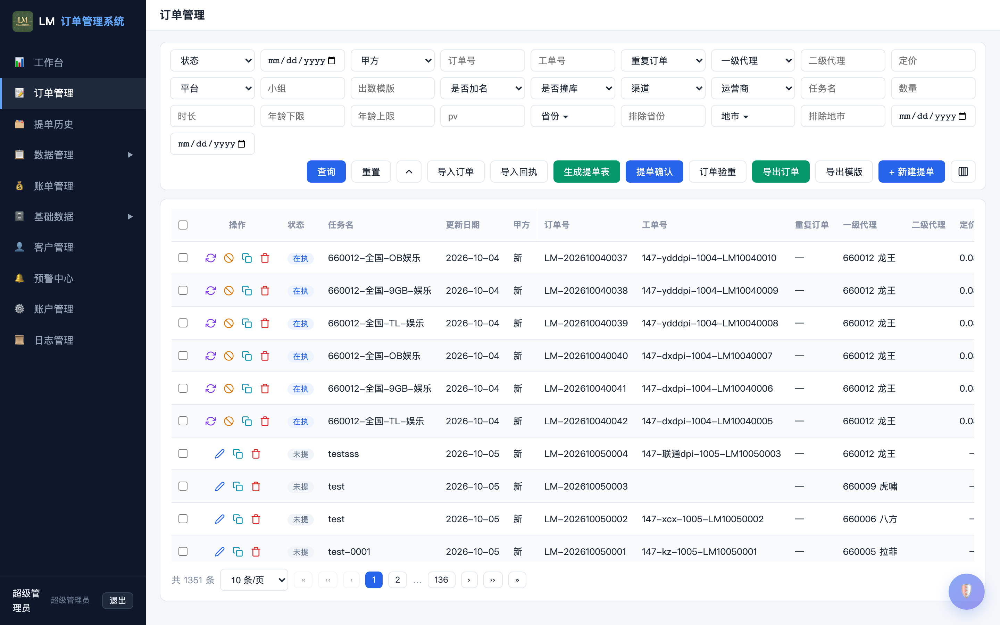 LM 订单管理系统
工作台
订单管理
提单历史
数据管理
账单管理
基础数据
客户管理
预警中心
账户管理
日志管理
超级管理员 超级管理员 退出
订单管理
状态 mm/dd/yyyy 甲方 订单号 工单号 重复订单 一级代理 二级代理 定价
平台 小组 出数模版 是否加名 是否撞库 渠道 运营商 任务名 数量
时长 年龄下限 年龄上限 pv 省份 排除省份 地市 排除地市 mm/dd/yyyy
mm/dd/yyyy
查询 重置 导入订单 导入回执 生成提单表 提单确认 订单验重 导出订单 导出模版 + 新建提单
操作 状态 任务名 更新日期 甲方 订单号 工单号 重复订单 一级代理 二级代理 定价
在执 660012-全国-OB娱乐 2026-10-04 新 LM-202610040037 147-ydddpi-1004-LM10040010 — 660012 龙王 0.08
在执 660012-全国-9GB-娱乐 2026-10-04 新 LM-202610040038 147-ydddpi-1004-LM10040009 — 660012 龙王 0.08
在执 660012-全国-TL-娱乐 2026-10-04 新 LM-202610040039 147-ydddpi-1004-LM10040008 — 660012 龙王 0.08
在执 660012-全国-OB娱乐 2026-10-04 新 LM-202610040040 147-dxdpi-1004-LM10040007 — 660012 龙王 0.08
在执 660012-全国-9GB-娱乐 2026-10-04 新 LM-202610040041 147-dxdpi-1004-LM10040006 — 660012 龙王 0.08
在执 660012-全国-TL-娱乐 2026-10-04 新 LM-202610040042 147-dxdpi-1004-LM10040005 — 660012 龙王 0.08
未提 testsss 2026-10-05 新 LM-202610050004 147-联通dpi-1005-LM10050003 — 660012 龙王 —
未提 test 2026-10-05 新 LM-202610050003 — 660009 虎啸 —
未提 test 2026-10-05 新 LM-202610050002 147-xcx-1005-LM10050002 — 660006 八方 —
未提 test-0001 2026-10-05 新 LM-202610050001 147-kz-1005-LM10050001 — 660005 拉菲 —
共 1351 条 10 条/页 « ‹‹ ‹ 1 2 … 136 › ›› »